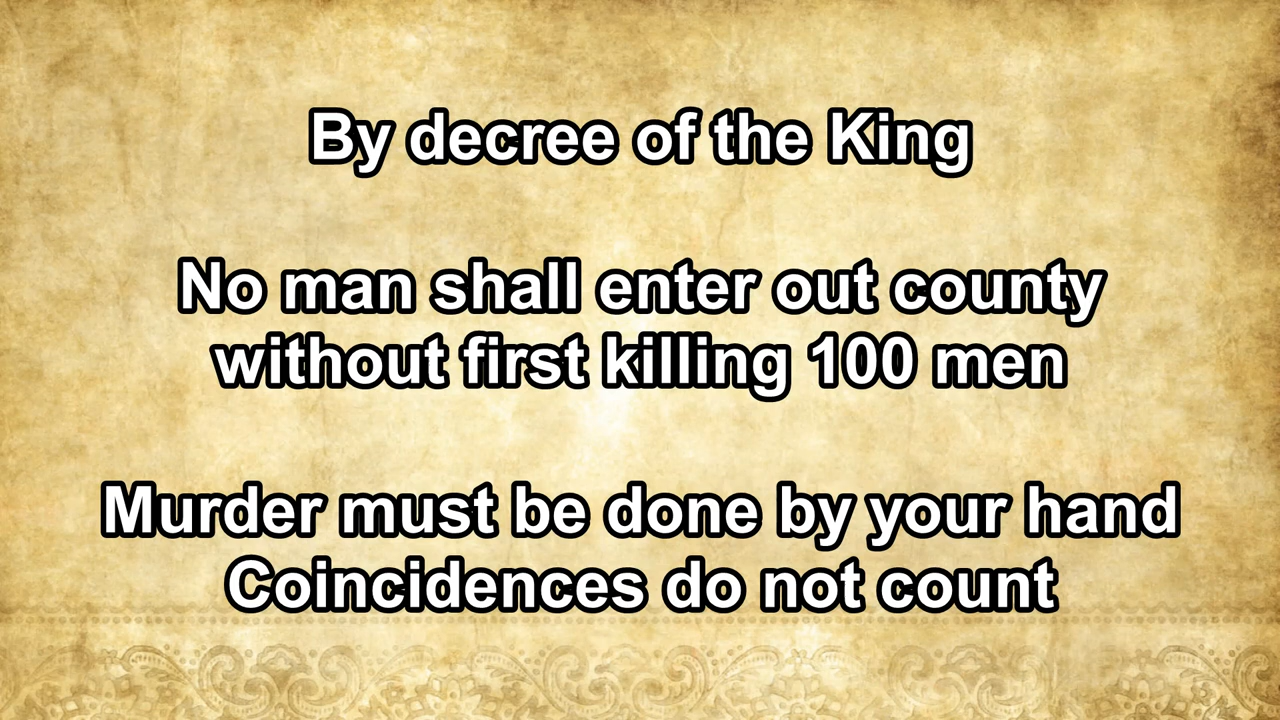 By decree of the King
No man shall enter out county
without first killing 100 men
Murder must be done by your hand
Coincidences do not count